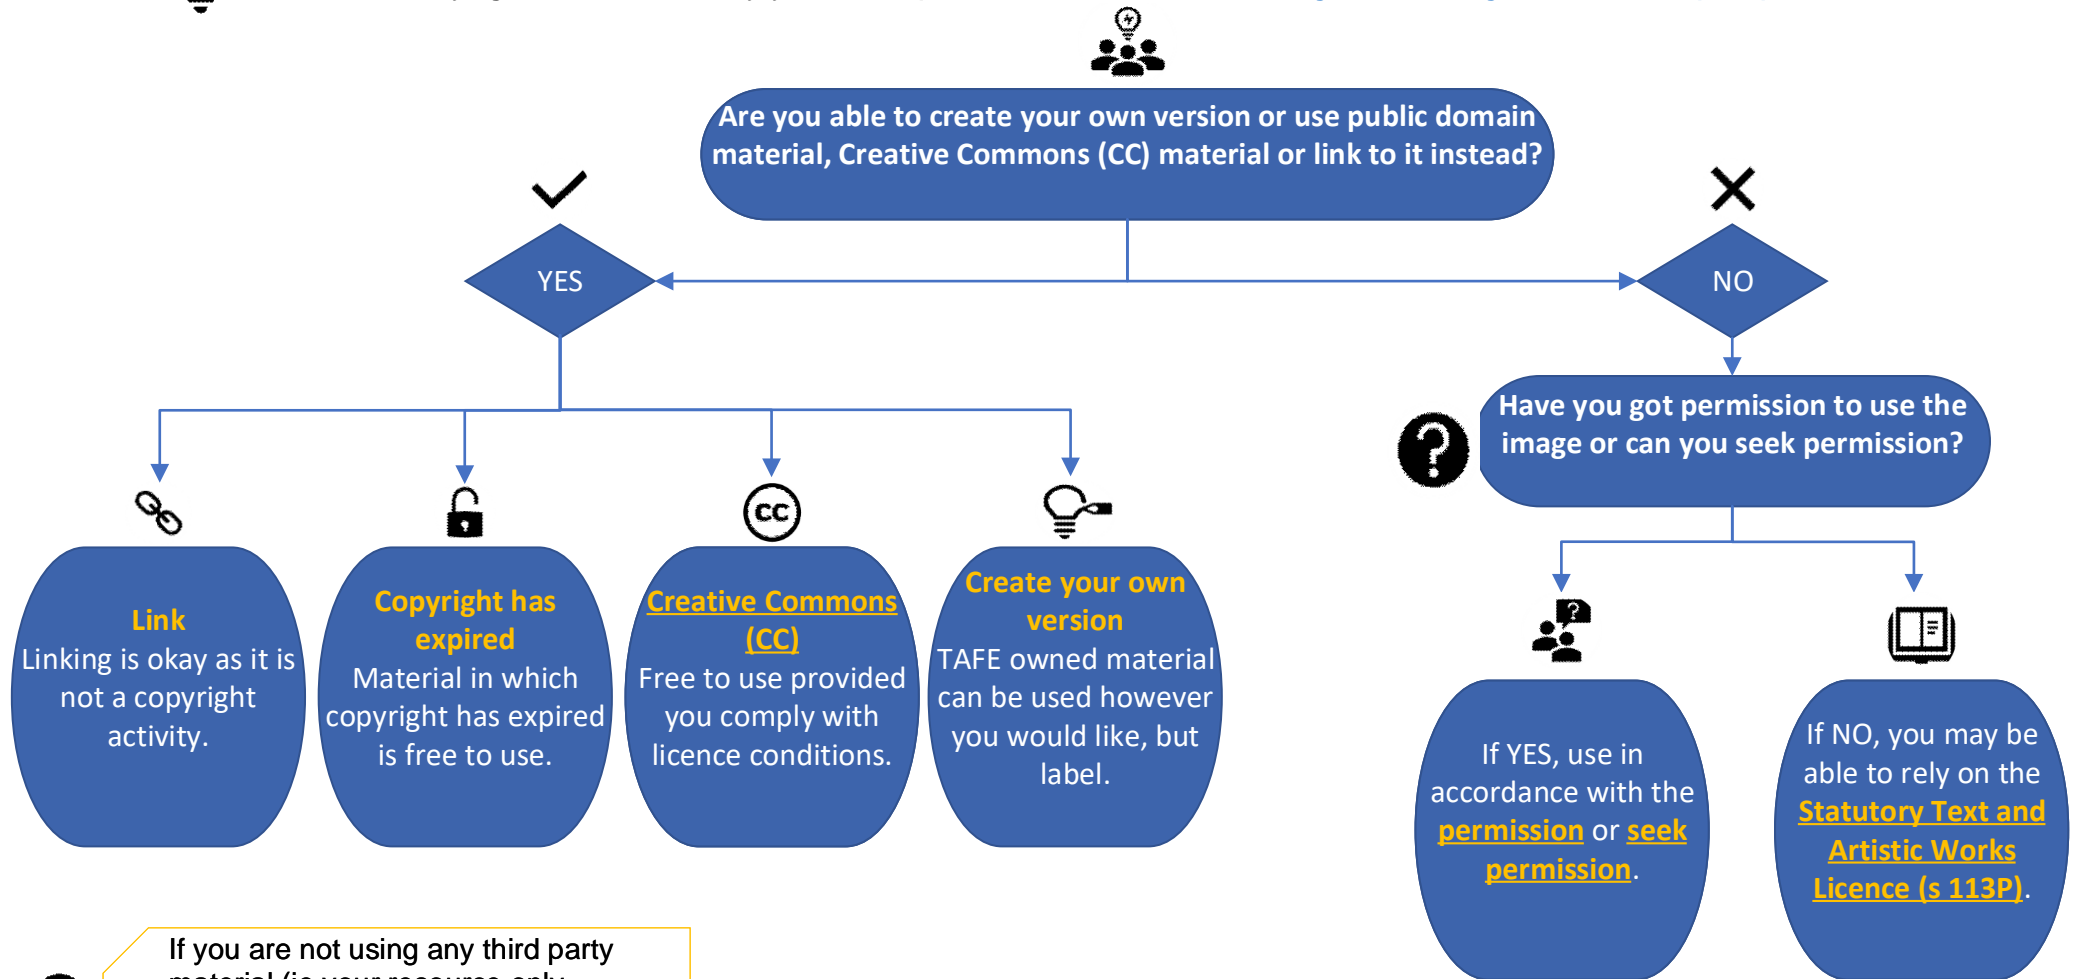 Are you able to create your own version or use public domain
material, Creative Commons (CC) material or link to it instead?
YES
NO
Have you got permission to use the
image or can you seek permission?
?
CC
?
Link
Linking is okay as it is
not a copyright
activity.
Copyright has
expired
Material in which
copyright has expired
is free to use.
Creative Commons
(CC)
Free to use provided
you comply with
licence conditions.
Create your own
version
TAFE owned material
can be used however
you would like, but
label.
If YES, use in
accordance with the
permission or seek
permission.
If NO, you may be
able to rely on the
Statutory Text and
Artistic Works
Licence (s 113P).
If you are not using any third party
material (ie your resource only